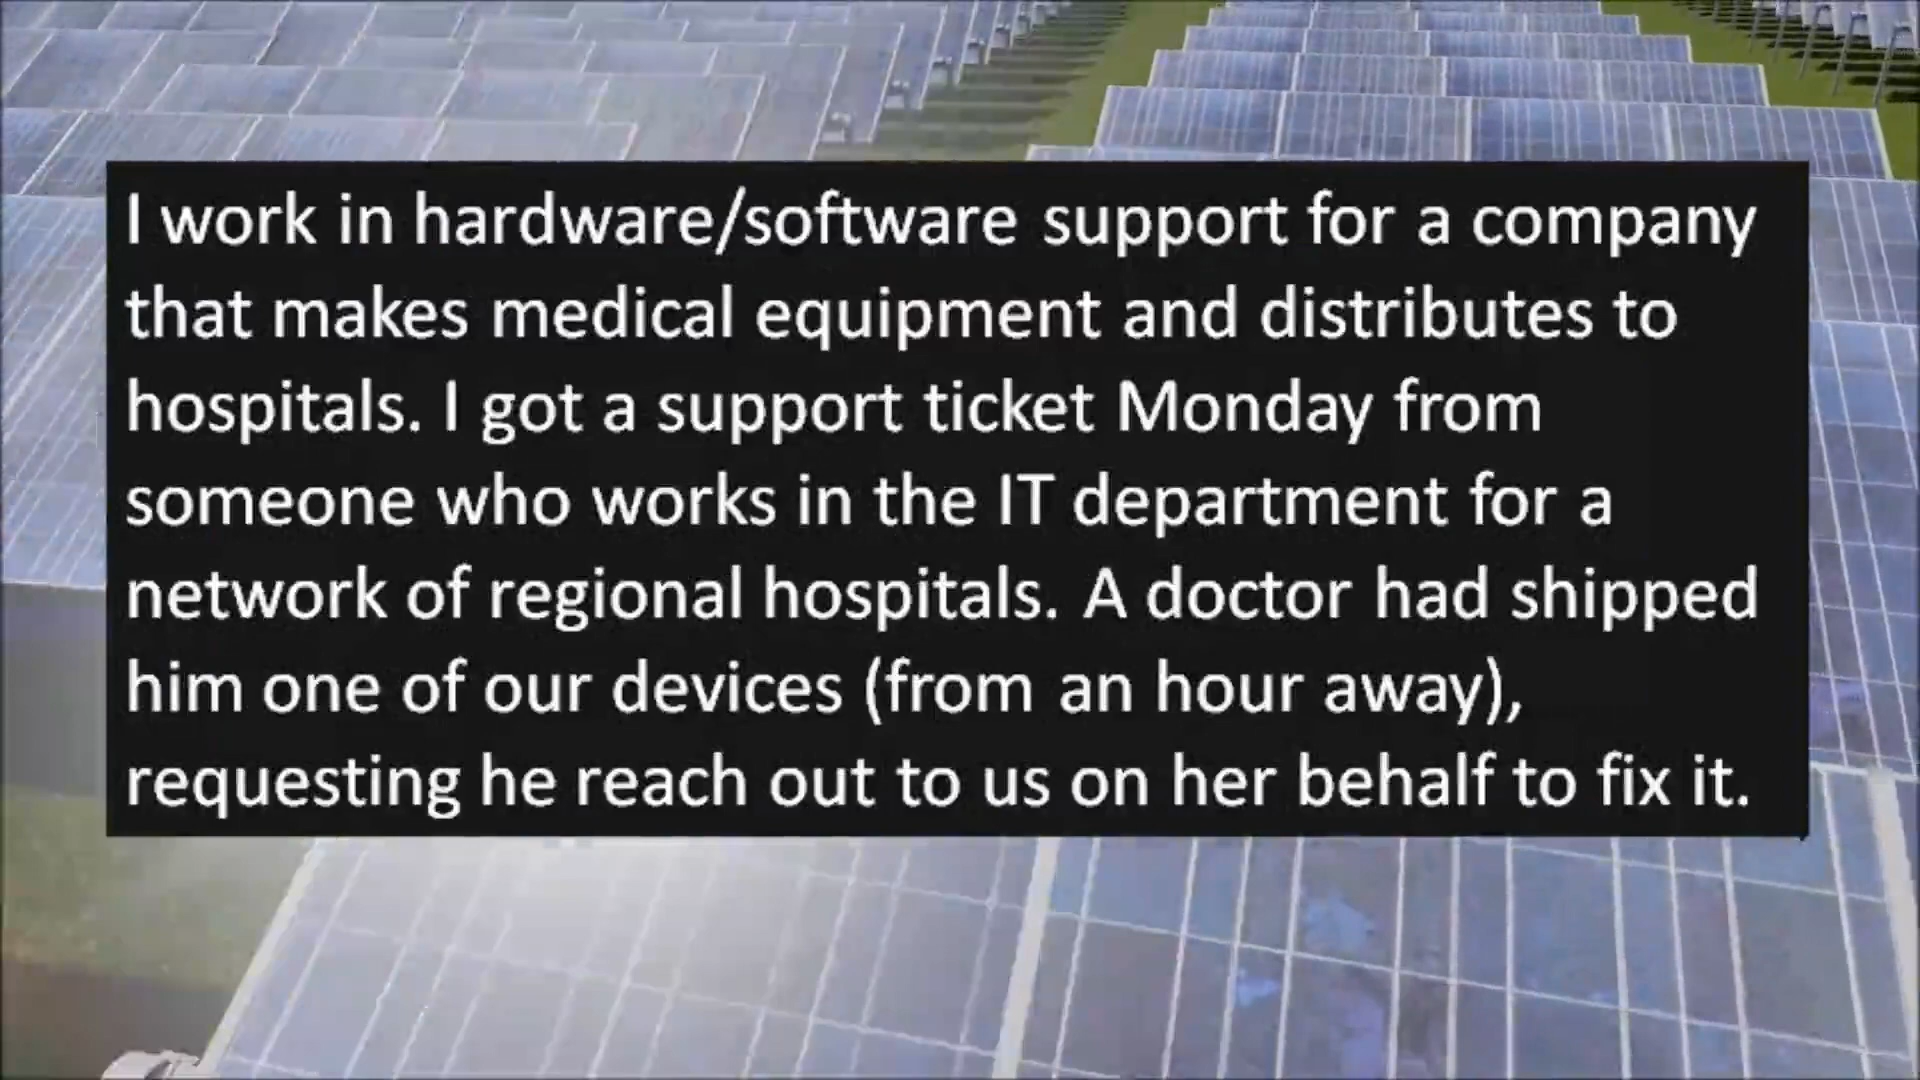 I work in hardware/software support for a company
that makes medical equipment and distributes to
hospitals. I got a support ticket Monday from
someone who works in the IT department for a
network of regional hospitals. A doctor had shipped
him one of our devices (from an hour away),
requesting he reach out to us on her behalf to fix it.